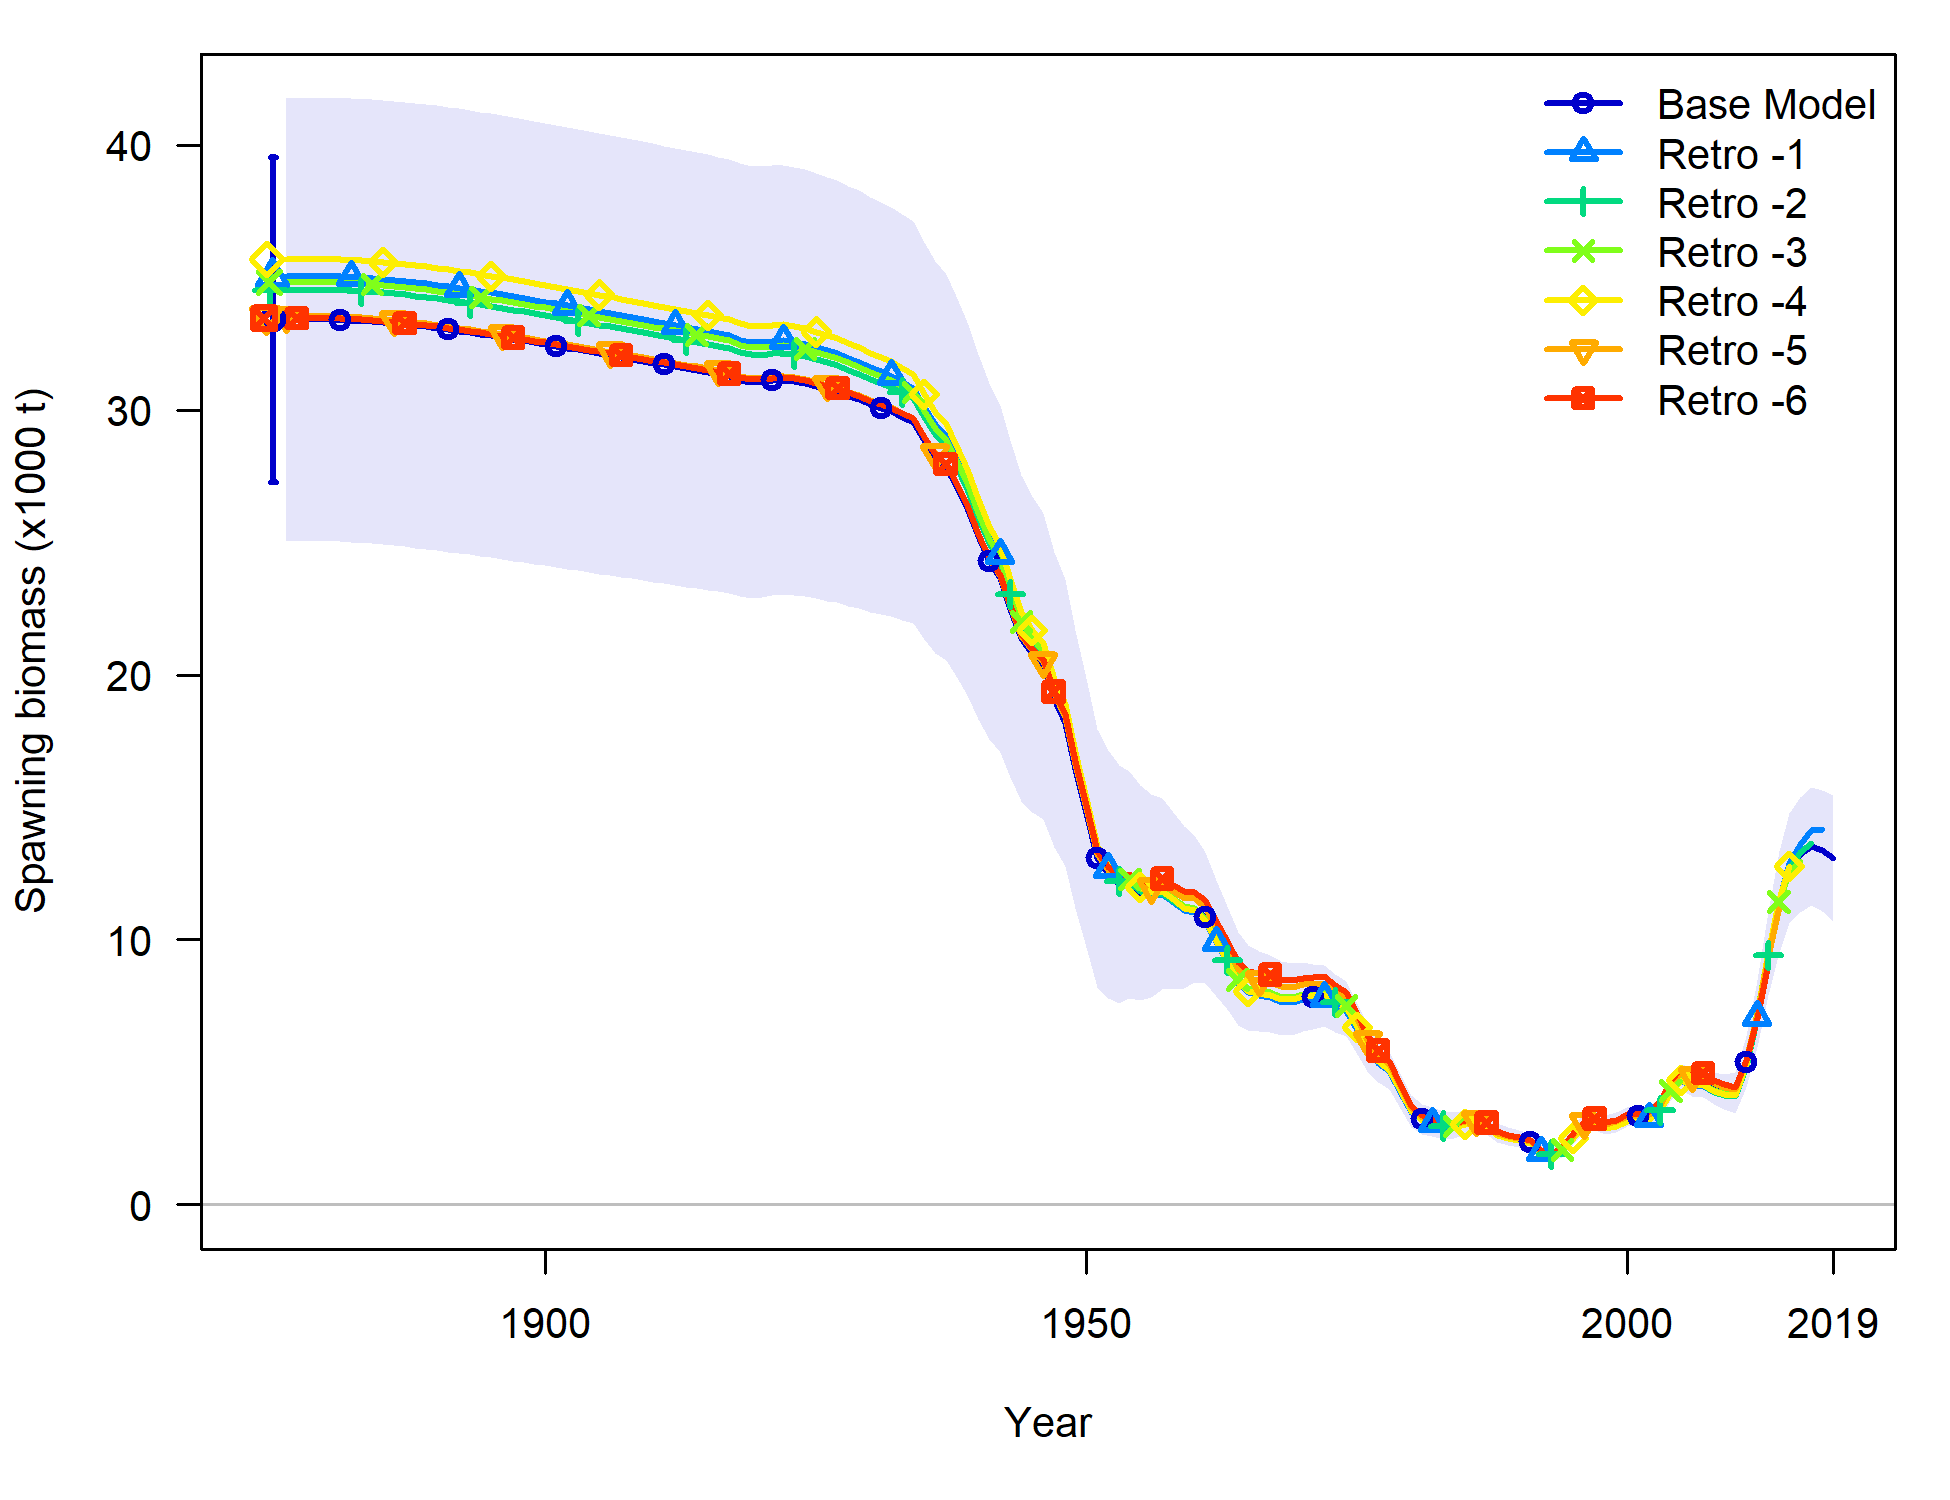 Spawning biomass (x1000 t)
40
30
20
10
0
Base Model
Retro -1
Retro -2
Retro -3
Retro -4
Retro -5
Retro -6
1900
1950
2000
2019
Year